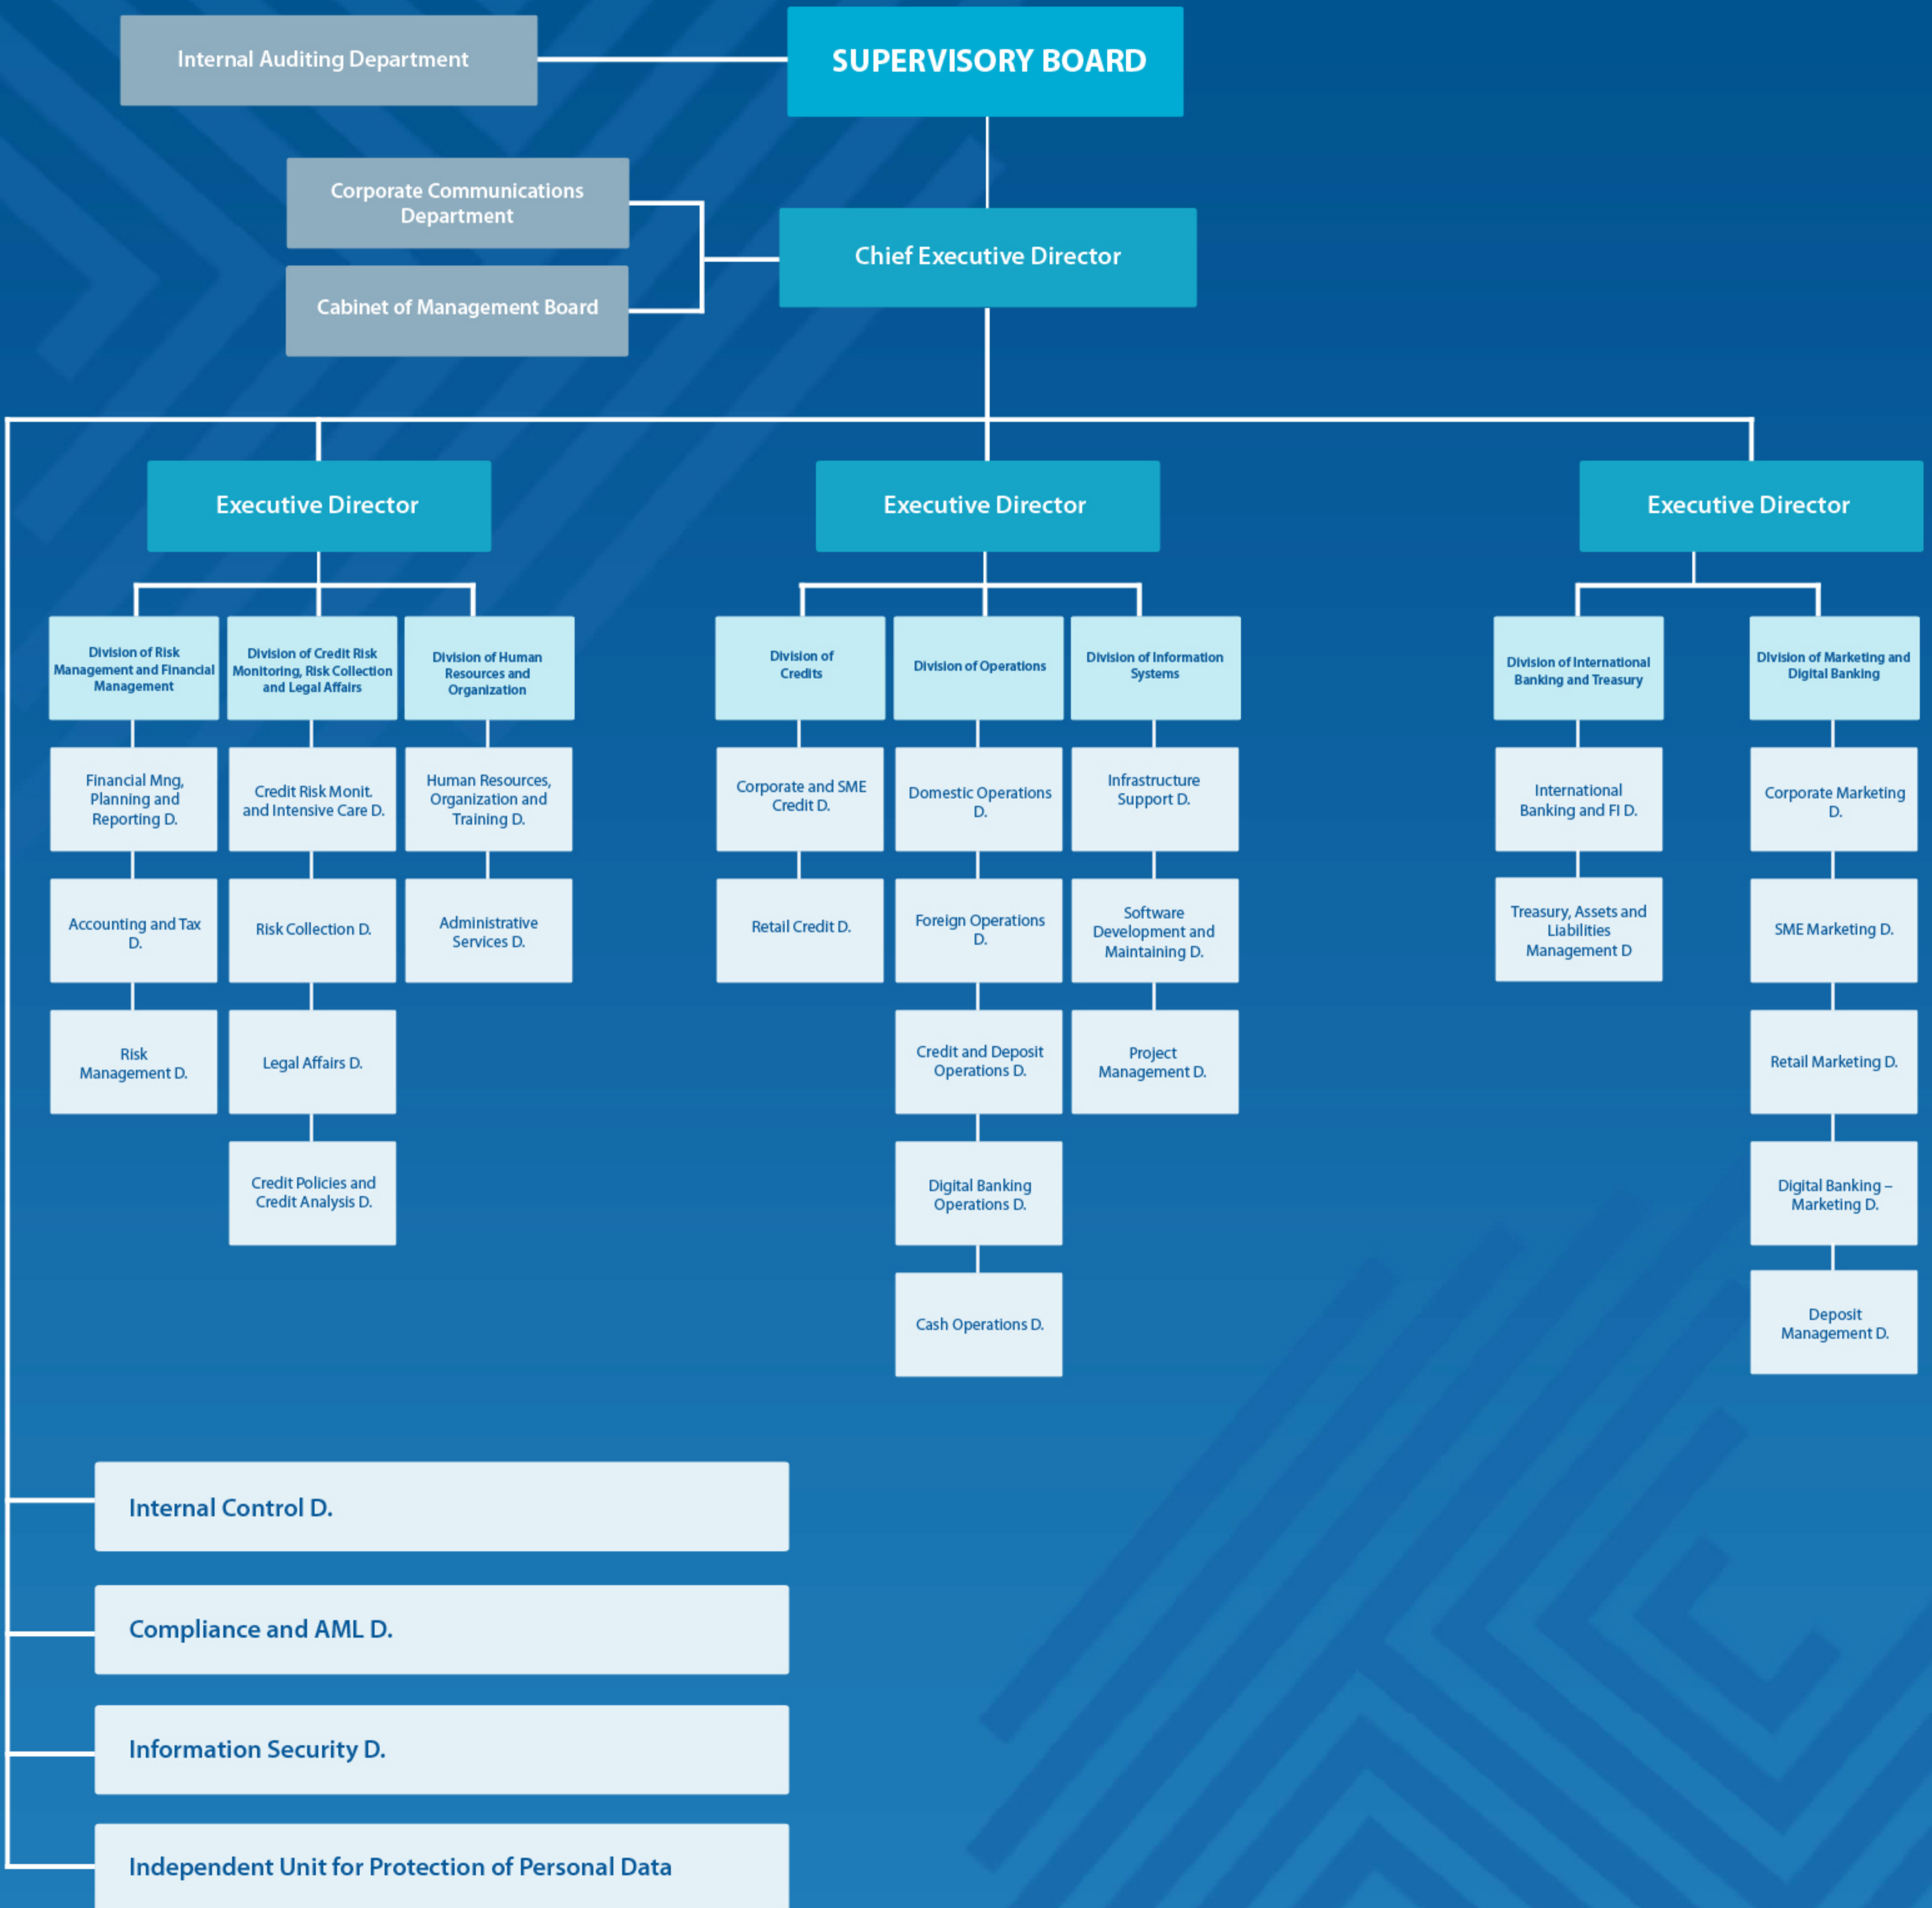 Internal Auditing Department
SUPERVISORY BOARD
Corporate Communications
Department
Cabinet of Management Board
Chief Executive Director
Executive Director
Executive Director
Executive Director
Division of Risk
Management and Financial
Management
Division of Credit Risk
Monitoring, Risk Collection
and Legal Affairs
Division of Human
Resources and
Organization
Division of
Credits
Division of Operations
Division of Information
Systems
Division of International
Banking and Treasury
DIvision of Marketing and
Digital Banking
Financial Mng,
Planning and
Reporting D.
Credit Risk Monit.
and Intensive Care D.
Human Resources,
Organization and
Training D.
Corporate and SME
Credit D.
Domestic Operations
D.
Infrastructure
Support D.
International
Banking and FI D.
Corporate Marketing
D.
Accounting and Tax
D.
Risk Collection D.
Administrative
Services D.
Retail Credit D.
Foreign Operations
D.
Software
Development and
Maintaining D.
Treasury, Assets and
Liabilities
Management D
SME Marketing D.
Risk
Management D.
Legal Affairs D.
Credit and Deposit
Operations D.
Project
Management D.
Retail Marketing D.
Credit Policies and
Credit Analysis D.
Digital Banking
Operations D.
Digital Banking –
Marketing D.
Cash Operations D.
Deposit
Management D.
Internal Control D.
Compliance and AML D.
Information Security D.
Independent Unit for Protection of Personal Data